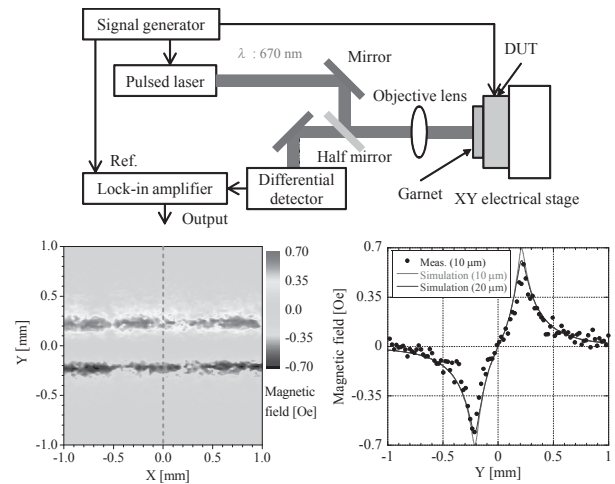 Signal generator
λ : 670 nm
Mirror
DUT
Pulsed laser
Objective lens
Half mirror
Ref.
Lock-in amplifier
Differential
detector
Garnet
XY electrical stage
Output
1.0
0.5
0.0
-0.5
-1.0
Y [mm]
-1.0 -0.5 0.0 0.5 1.0
X [mm]
0.70
0.35
0.0
-0.35
-0.70
Magnetic
field [Oe]
0.7
0.35
0
-0.35
-0.7
Magnetic field [Oe]
Meas. (10 μm)
Simulation (10 μm)
Simulation (20 μm)
-1 -0.5 0 0.5 1
Y [mm]